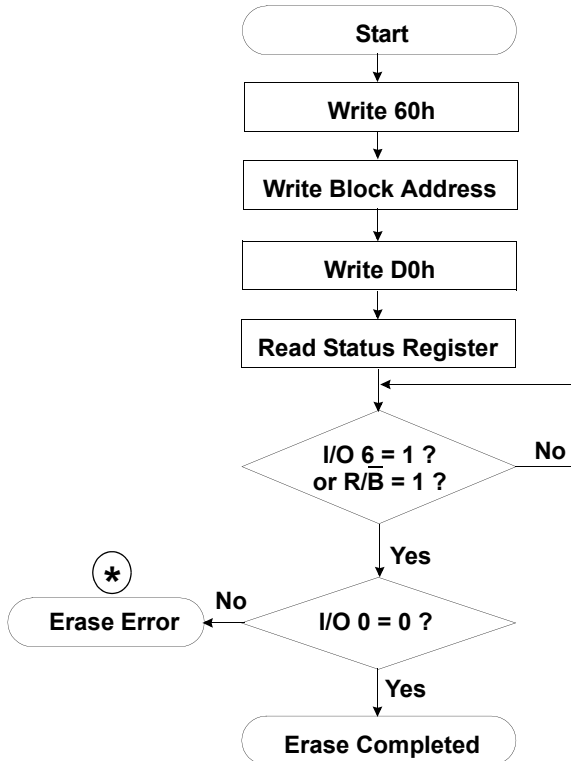 Start
Write 60h
Write Block Address
Write D0h
Read Status Register
I/O 6 = 1 ?
or R/B̅ = 1 ?
No
Yes
*
No
Erase Error
I/O 0 = 0 ?
Yes
Erase Completed